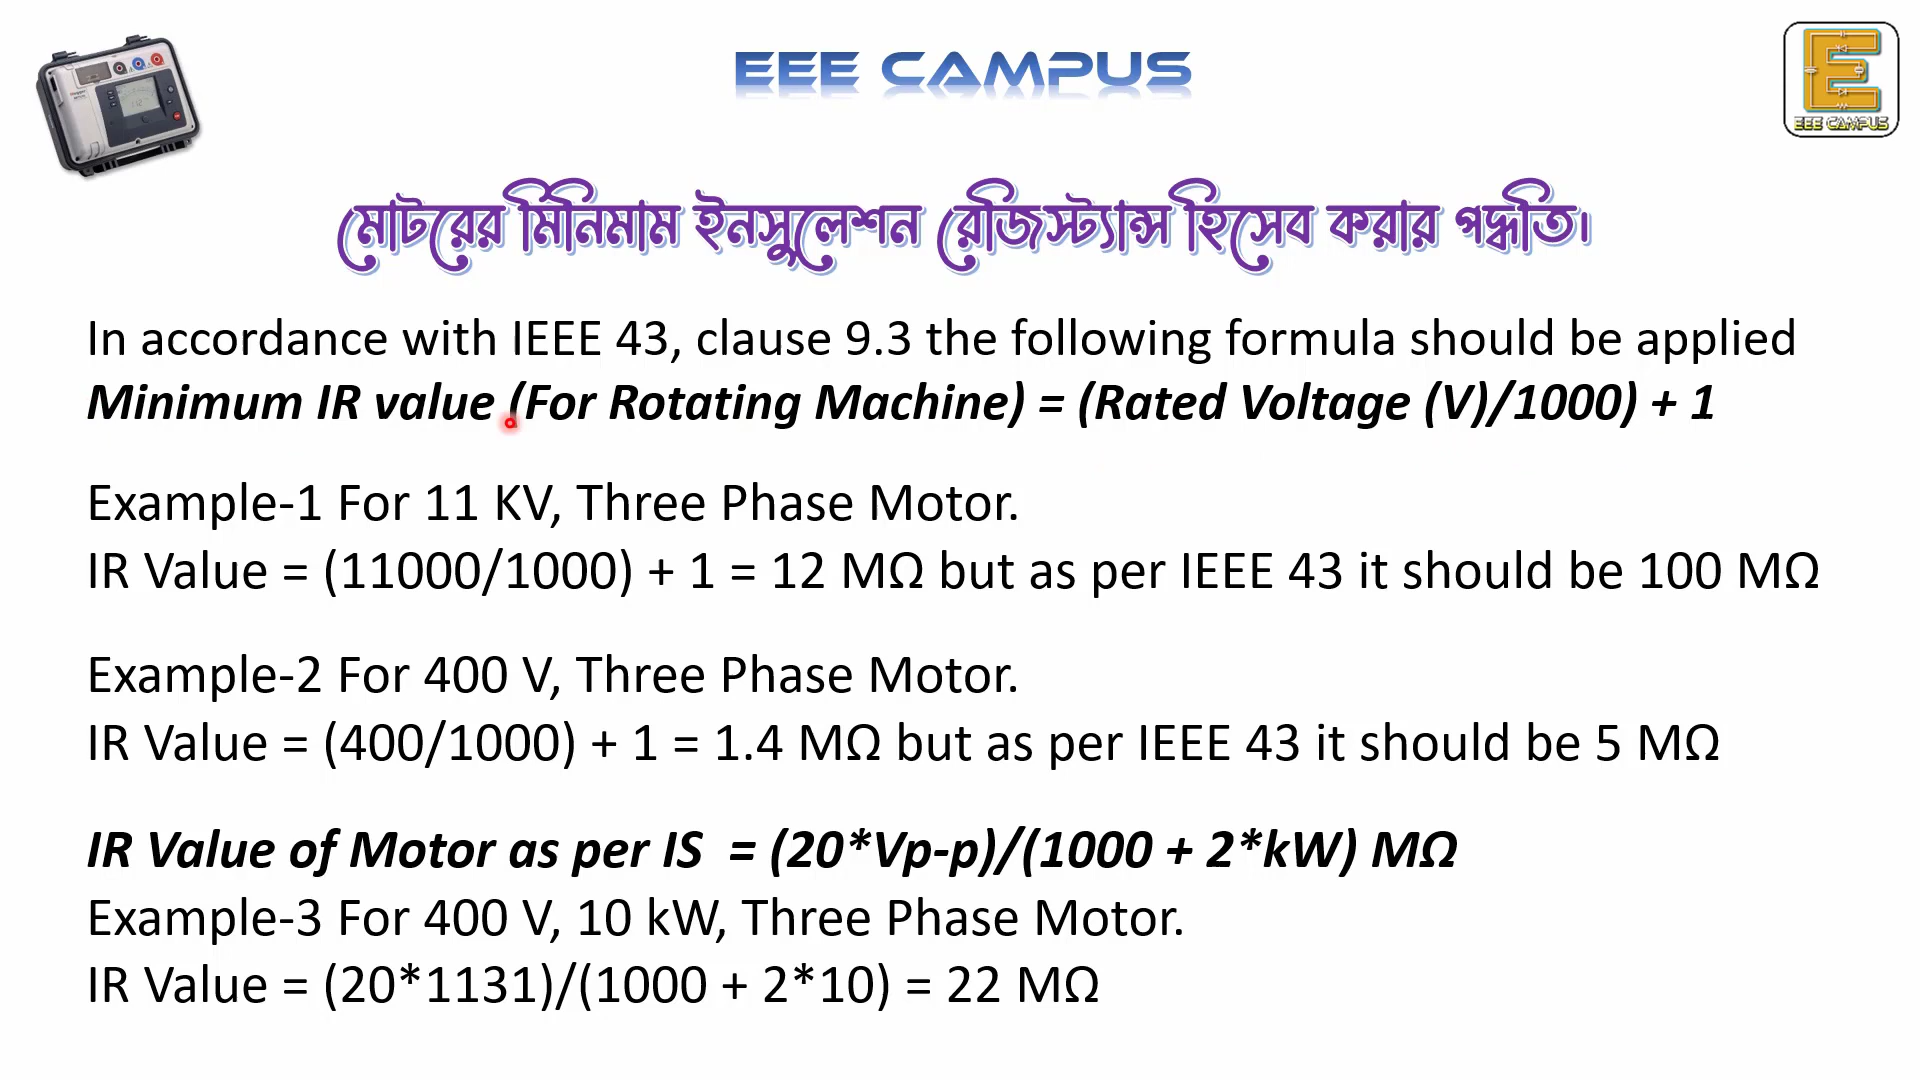 EEE CAMPUS
EEE CAMPUS
মোটরের মিনিমাম ইনসুলেশন রেজিস্ট্যান্স হিসেব করার পদ্ধতি।
In accordance with IEEE 43, clause 9.3 the following formula should be applied
Minimum IR value (For Rotating Machine) = (Rated Voltage (V)/1000) + 1
Example-1 For 11 KV, Three Phase Motor.
IR Value = (11000/1000) + 1 = 12 MΩ but as per IEEE 43 it should be 100 MΩ
Example-2 For 400 V, Three Phase Motor.
IR Value = (400/1000) + 1 = 1.4 MΩ but as per IEEE 43 it should be 5 MΩ
IR Value of Motor as per IS = (20*Vp-p)/(1000 + 2*kW) MΩ
Example-3 For 400 V, 10 kW, Three Phase Motor.
IR Value = (20*1131)/(1000 + 2*10) = 22 MΩ